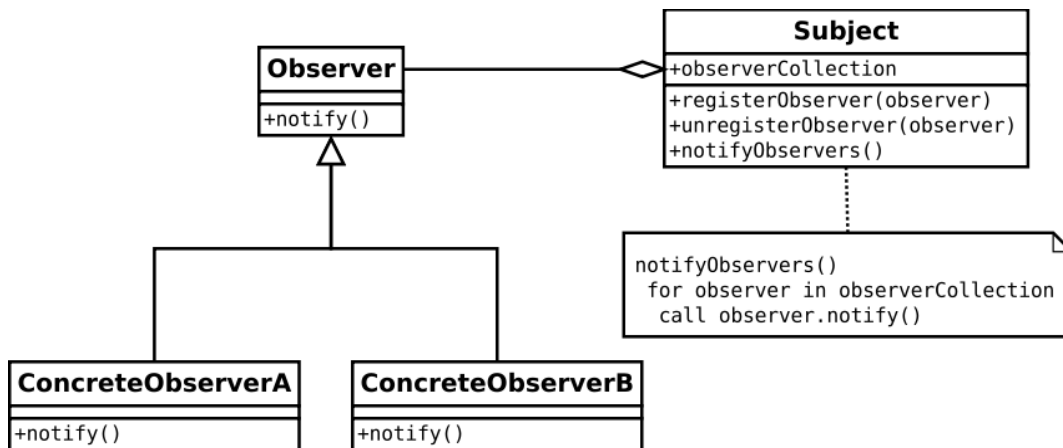 Observer
+notify()
Subject
+observerCollection
+registerObserver(observer)
+unregisterObserver(observer)
+notifyObservers()
notifyObservers()
for observer in observerCollection
call observer.notify()
ConcreteObserverA
+notify()
ConcreteObserverB
+notify()